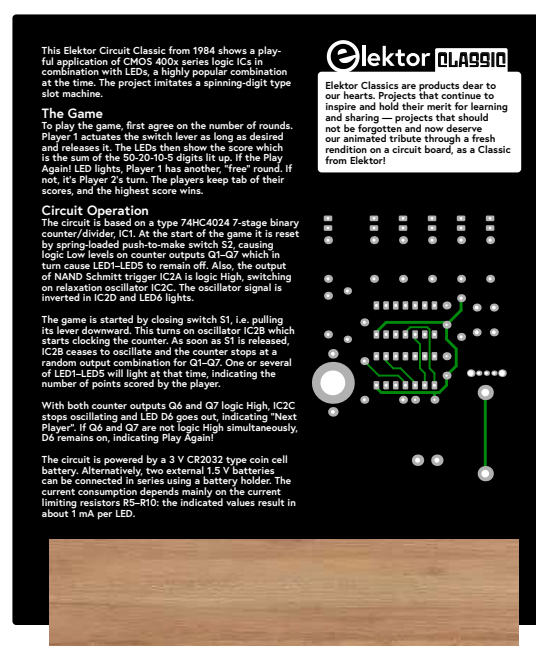 This Elektor Circuit Classic from 1984 shows a play-
ful application of CMOS 400x series logic ICs in
combination with LEDs, a highly popular combination
at the time. The project imitates a spinning-digit type
slot machine.
The Game
To play the game, first agree on the number of rounds.
Player 1 actuates the switch lever as long as desired
and releases it. The LEDs then show the score which
is the sum of the 50-20-10-5 digits lit up. If the Play
Again! LED lights, Player 1 has another, "free" round. If
not, it's Player 2's turn. The players keep tab of their
scores, and the highest score wins.
Circuit Operation
The circuit is based on a type 74HC4024 7-stage binary
counter/divider, IC1. At the start of the game it is reset
by spring-loaded push-to-make switch S2, causing
logic Low levels on counter outputs Q1–Q7 which in
turn cause LED1–LED5 to remain off. Also, the output
of NAND Schmitt trigger IC2A is logic High, switching
on relaxation oscillator IC2C. The oscillator signal is
inverted in IC2D and LED6 lights.
The game is started by closing switch S1, i.e. pulling
its lever downward. This turns on oscillator IC2B which
starts clocking the counter. As soon as S1 is released,
IC2B ceases to oscillate and the counter stops at a
random output combination for Q1–Q7. One or several
of LED1–LED5 will light at that time, indicating the
number of points scored by the player.
With both counter outputs Q6 and Q7 logic High, IC2C
stops oscillating and LED D6 goes out, indicating "Next
Player". If Q6 and Q7 are not logic High simultaneously,
D6 remains on, indicating Play Again!
The circuit is powered by a 3 V CR2032 type coin cell
battery. Alternatively, two external 1.5 V batteries
can be connected in series using a battery holder. The
current consumption depends mainly on the current
limiting resistors R5–R10: the indicated values result in
about 1 mA per LED.
elektor CLASSIC
Elektor Classics are products dear to
our hearts. Projects that continue to
inspire and hold their merit for learning
and sharing — projects that should
not be forgotten and now deserve
our animated tribute through a fresh
rendition on a circuit board, as a Classic
from Elektor!